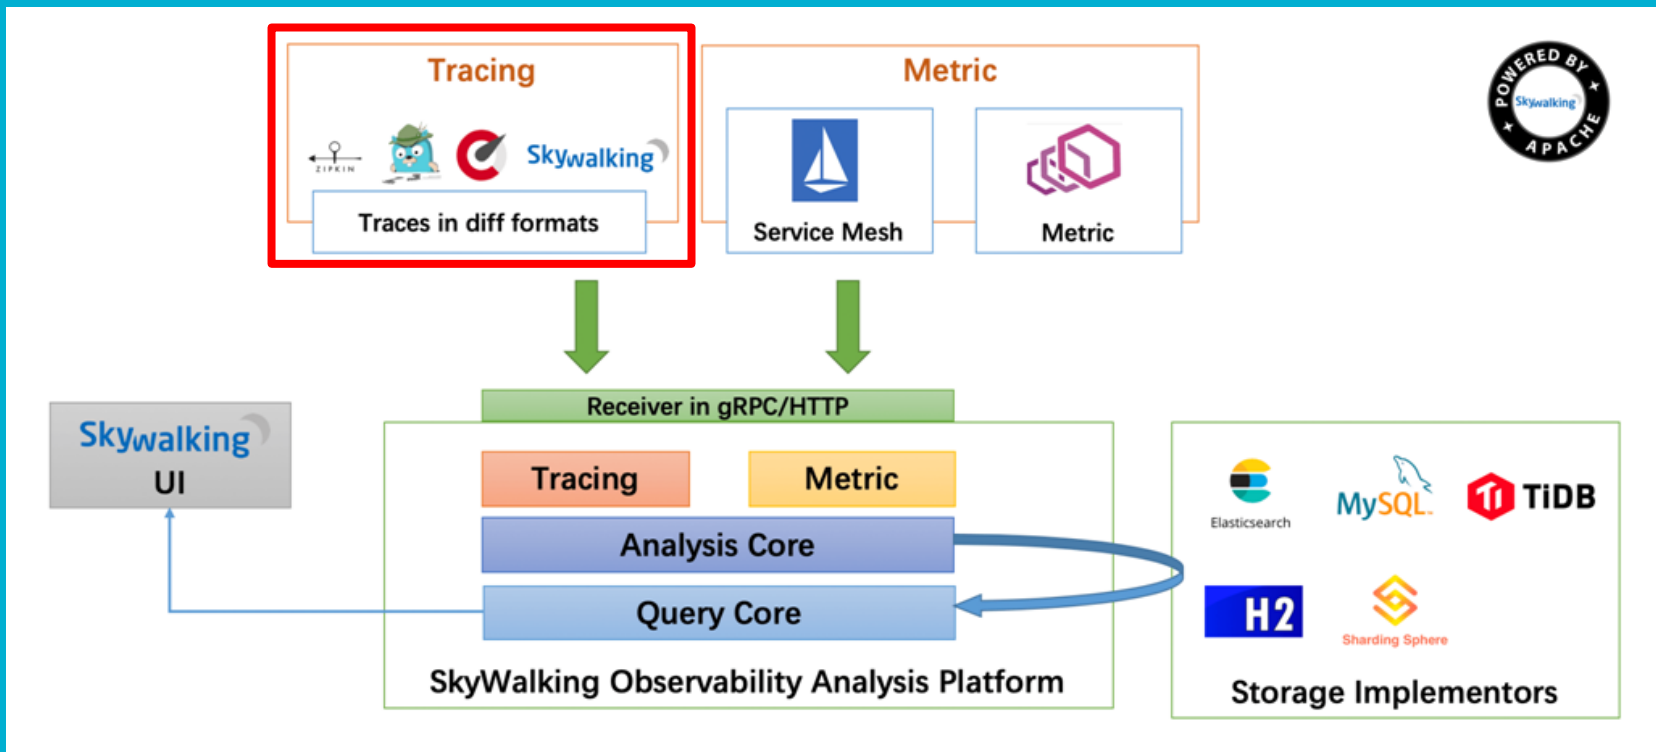 Tracing
ZIPKIN
Skywalking
Traces in diff formats
Metric
Service Mesh
Metric
POWERED BY
Skywalking
APACHE
Receiver in gRPC/HTTP
Skywalking
UI
Tracing
Metric
Analysis Core
Query Core
SkyWalking Observability Analysis Platform
Elasticsearch
MySQL
TiDB
H2
Sharding Sphere
Storage Implementors